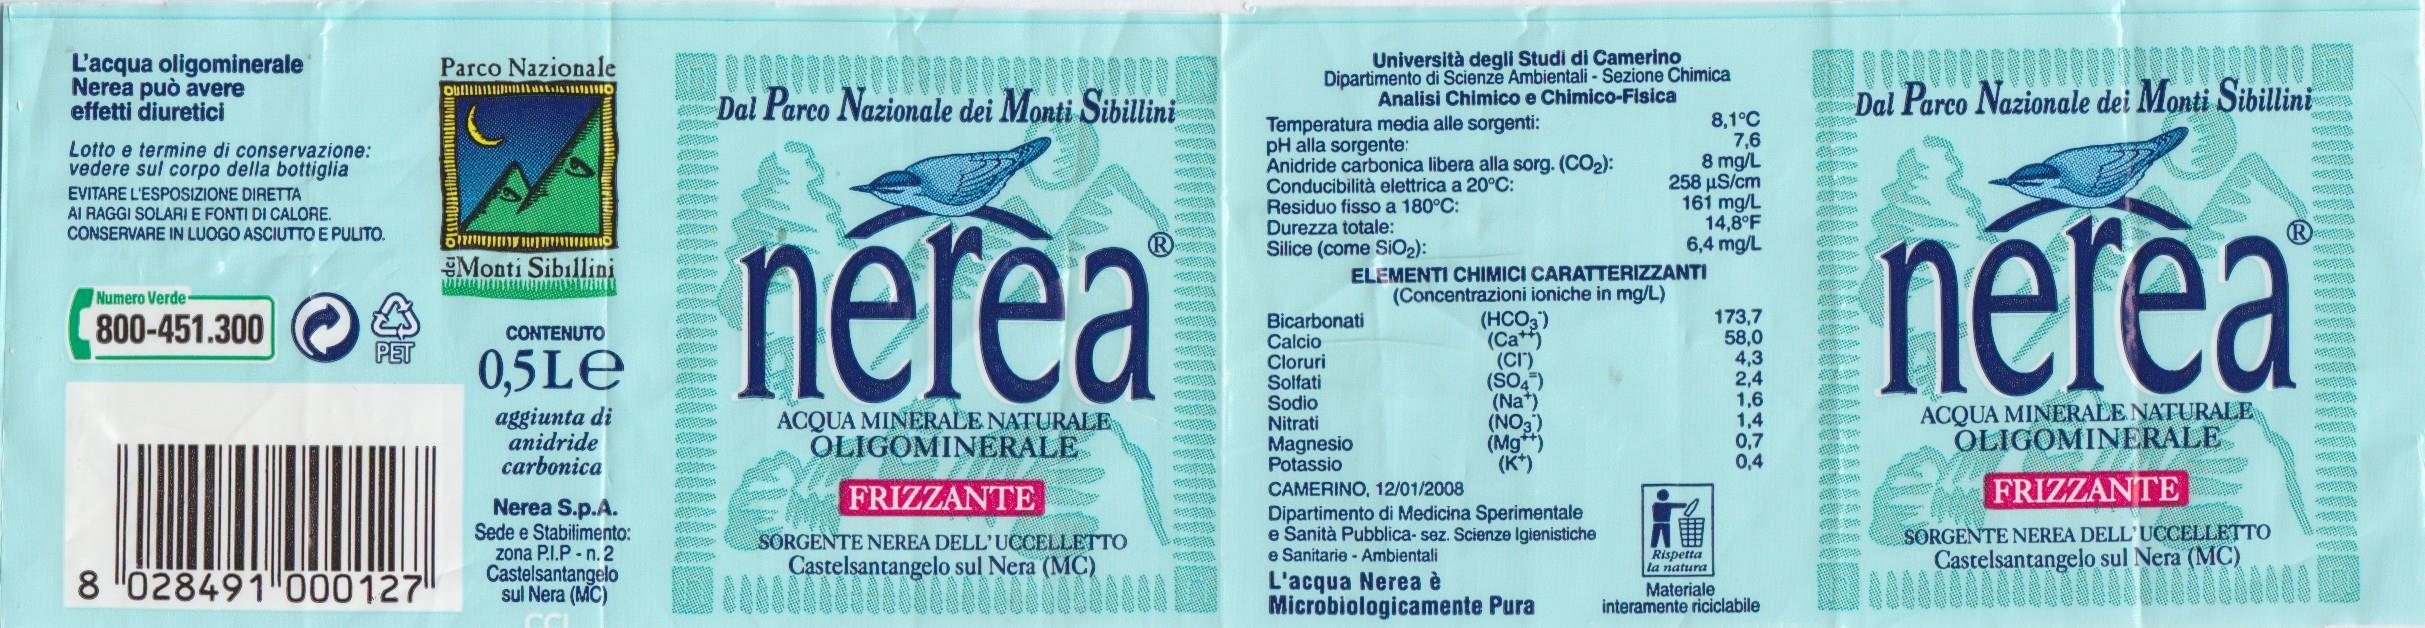 L'acqua oligominerale
Nerea può avere
effetti diuretici
Lotto e termine di conservazione:
vedere sul corpo della bottiglia
EVITARE L'ESPOSIZIONE DIRETTA
AI RAGGI SOLARI E FONTI DI CALORE.
CONSERVARE IN LUOGO ASCIUTTO E PULITO.
Numero Verde
800-451.300
PET
8 028491 000127
Parco Nazionale
dei Monti Sibillini
CONTENUTO
0,5 L e
aggiunta di
anidride
carbonica
Nerea S.p.A.
Sede e Stabilimento:
zona P.I.P - n. 2
Castelsantangelo
sul Nera (MC)
CCI
Dal Parco Nazionale dei Monti Sibillini
nerea®
ACQUA MINERALE NATURALE
OLIGOMINERALE
FRIZZANTE
SORGENTE NEREA DELL'UCCELLETTO
Castelsantangelo sul Nera (MC)
Università degli Studi di Camerino
Dipartimento di Scienze Ambientali - Sezione Chimica
Analisi Chimico e Chimico-Fisica
Temperatura media alle sorgenti: 8,1°C
pH alla sorgente: 7,6
Anidride carbonica libera alla sorg. (CO₂): 8 mg/L
Conducibilità elettrica a 20°C: 258 µS/cm
Residuo fisso a 180°C: 161 mg/L
Durezza totale: 14,8°F
Silice (come SiO₂): 6,4 mg/L
ELEMENTI CHIMICI CARATTERIZZANTI
(Concentrazioni ioniche in mg/L)
Bicarbonati (HCO₃⁻) 173,7
Calcio (Ca⁺⁺) 58,0
Cloruri (Cl⁻) 4,3
Solfati (SO₄⁼) 2,4
Sodio (Na⁺) 1,6
Nitrati (NO₃⁻) 1,4
Magnesio (Mg⁺⁺) 0,7
Potassio (K⁺) 0,4
CAMERINO, 12/01/2008
Dipartimento di Medicina Sperimentale
e Sanità Pubblica- sez. Scienze Igienistiche
e Sanitarie - Ambientali
L'acqua Nerea è
Microbiologicamente Pura
Rispetta
la natura
Materiale
interamente riciclabile
Dal Parco Nazionale dei Monti Sibillini
nerea®
ACQUA MINERALE NATURALE
OLIGOMINERALE
FRIZZANTE
SORGENTE NEREA DELL'UCCELLETTO
Castelsantangelo sul Nera (MC)